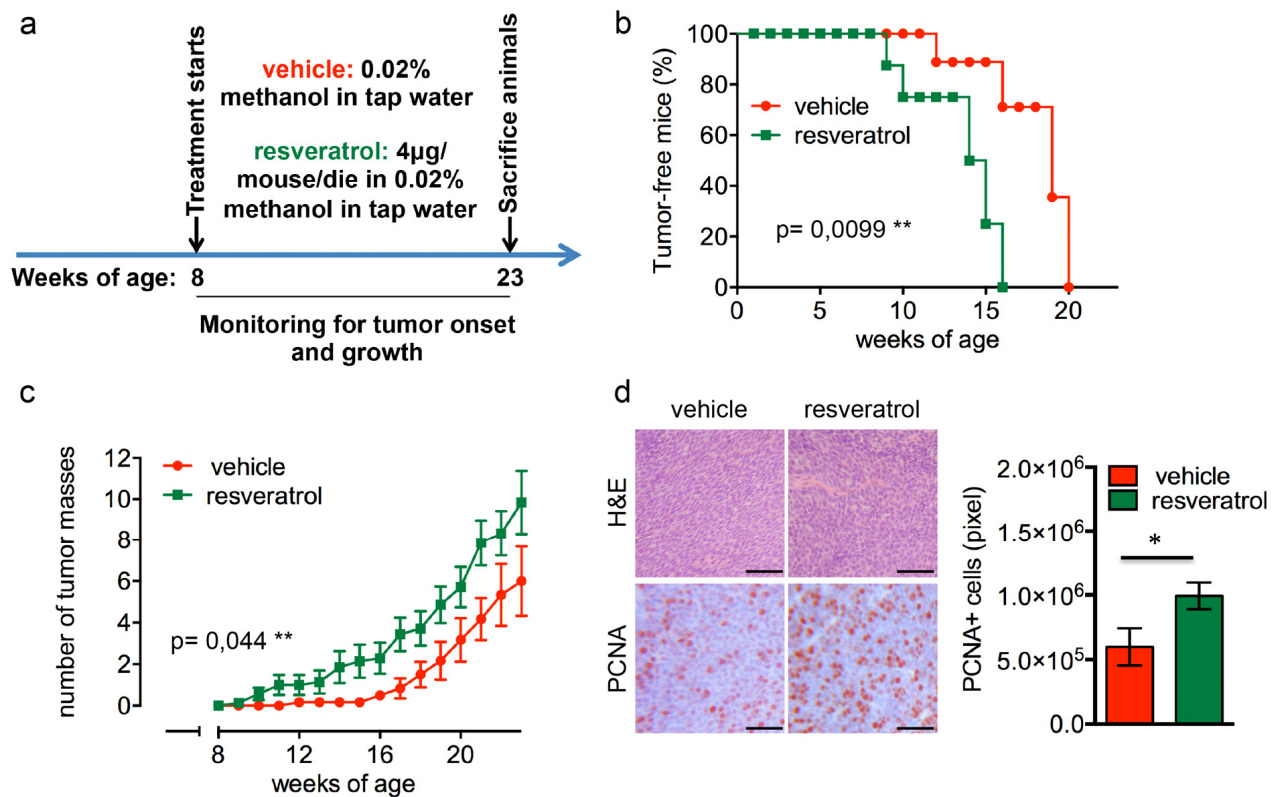 a
Treatment starts
vehicle: 0.02%
methanol in tap water
resveratrol: 4µg/
mouse/die in 0.02%
methanol in tap water
Sacrifice animals
Weeks of age: 8 23
Monitoring for tumor onset
and growth
b
Tumor-free mice (%)
100
80
60
40
20
0
vehicle
resveratrol
p= 0,0099 **
0 5 10 15 20
weeks of age
c
number of tumor masses
12
10
8
6
4
2
0
vehicle
resveratrol
p= 0,044 **
8 12 16 20
weeks of age
d
vehicle resveratrol
H&E
PCNA
PCNA+ cells (pixel)
2.0×10⁶
1.5×10⁶
1.0×10⁶
5.0×10⁵
0.0
vehicle
resveratrol
*